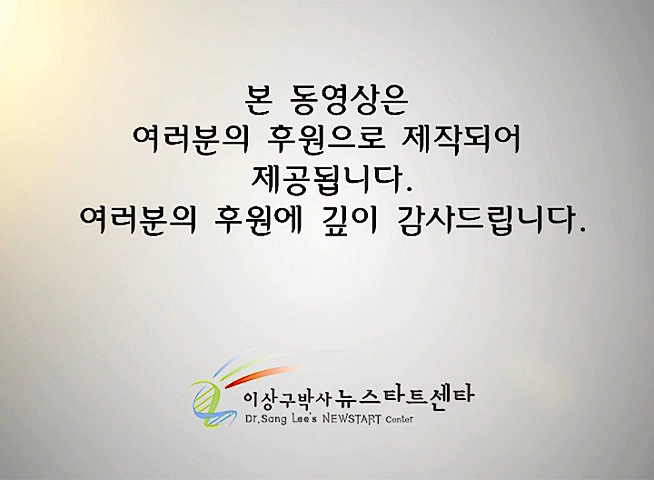 본 동영상은
여러분의 후원으로 제작되어
제공됩니다.
여러분의 후원에 깊이 감사드립니다.
이상구박사 뉴스타트센타
Dr.Sang Lee's NEWSTART Center